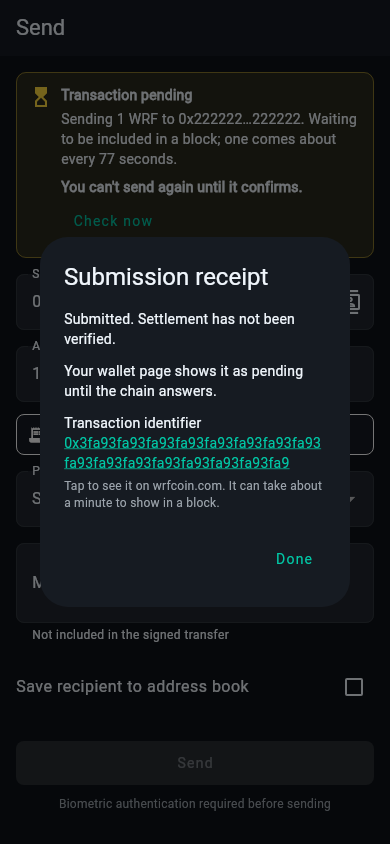 Send
Transaction pending
Sending 1 WRF to 0x222222…222222. Waiting
to be included in a block; one comes about
every 77 seconds.
You can't send again until it confirms.
Check now
Submission receipt
Submitted. Settlement has not been
verified.
Your wallet page shows it as pending
until the chain answers.
Transaction identifier
0x3fa93fa93fa93fa93fa93fa93fa93fa93
fa93fa93fa93fa93fa93fa93fa93fa9
Tap to see it on wrfcoin.com. It can take about
a minute to show in a block.
Done
Not included in the signed transfer
Save recipient to address book
Send
Biometric authentication required before sending